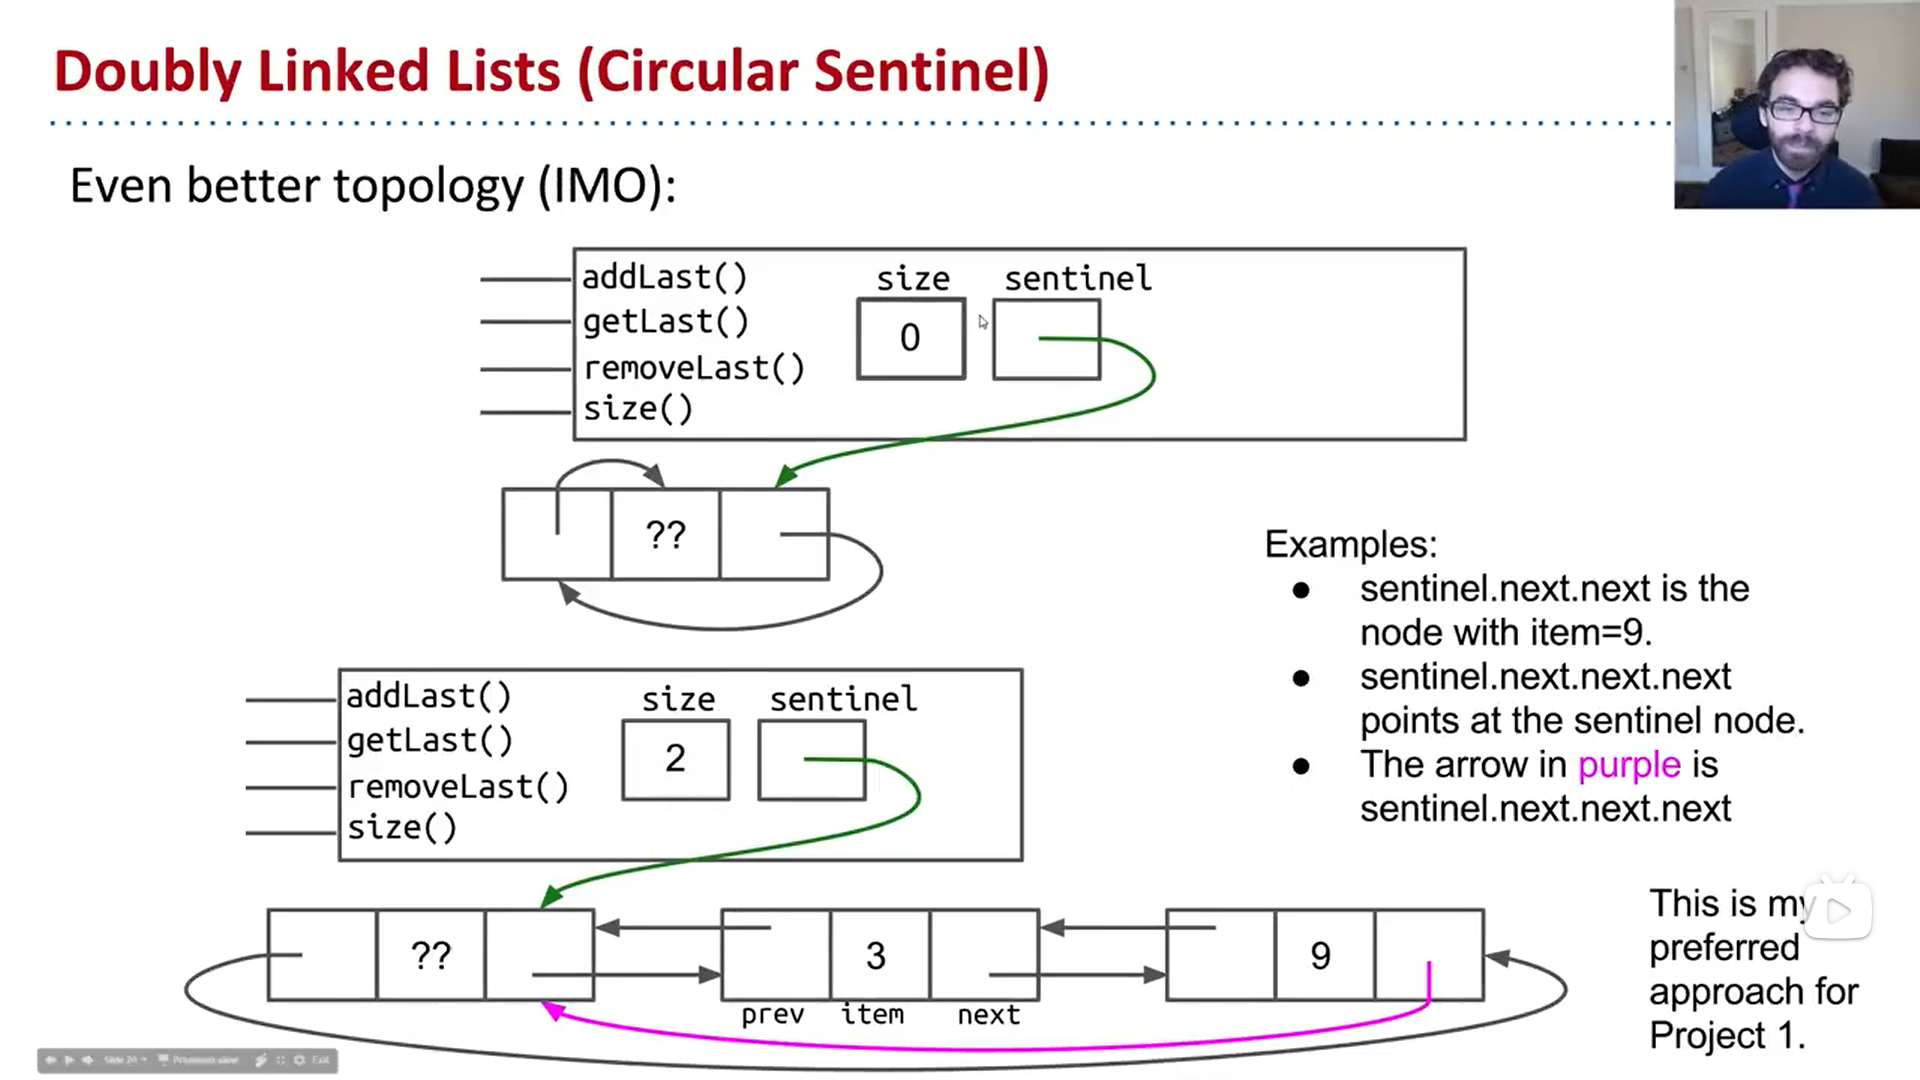 Doubly Linked Lists (Circular Sentinel)
Even better topology (IMO):
addLast()
getLast()
removeLast()
size()
size
sentinel
0
??
Examples:
● sentinel.next.next is the
node with item=9.
● sentinel.next.next.next
points at the sentinel node.
● The arrow in purple is
sentinel.next.next.next
addLast()
getLast()
removeLast()
size()
size
sentinel
2
??
3
9
prev item next
This is my
preferred
approach for
Project 1.
Exit